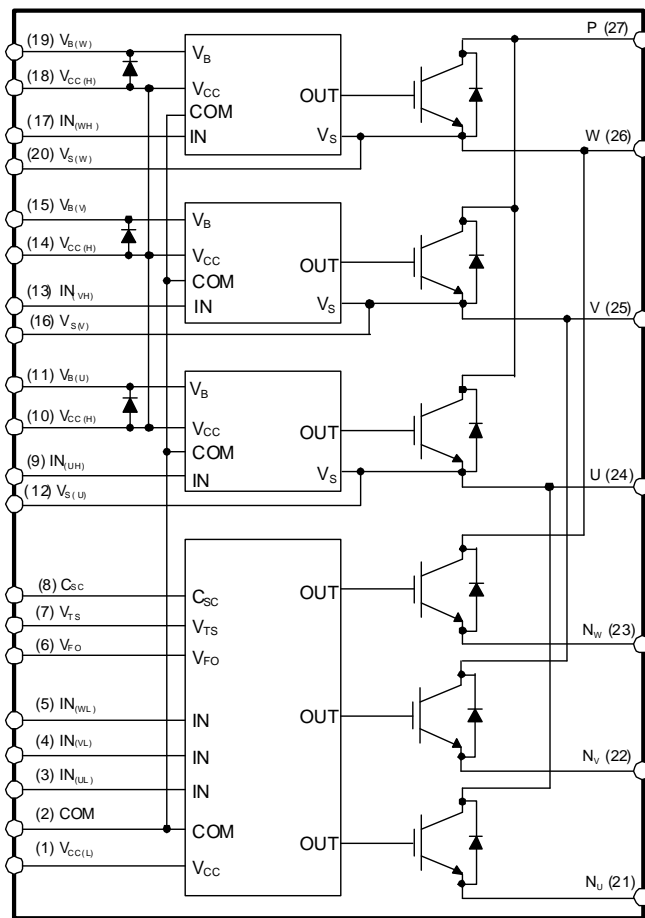 (19) VB(W)
VB
P (27)
(18) VCC(H)
VCC
OUT
COM
(17) IN(WH)
IN
VS
W (26)
(20) VS(W)
(15) VB(V)
VB
(14) VCC(H)
VCC
OUT
COM
(13) IN(VH)
IN
VS
V (25)
(16) VS(V)
(11) VB(U)
VB
(10) VCC(H)
VCC
OUT
COM
(9) IN(UH)
IN
VS
U (24)
(12) VS(U)
(8) CSC
CSC
OUT
(7) VTS
VTS
(6) VFO
VFO
NW (23)
(5) IN(WL)
IN
OUT
(4) IN(VL)
IN
NV (22)
(3) IN(UL)
IN
(2) COM
COM
OUT
(1) VCC(L)
VCC
NU (21)